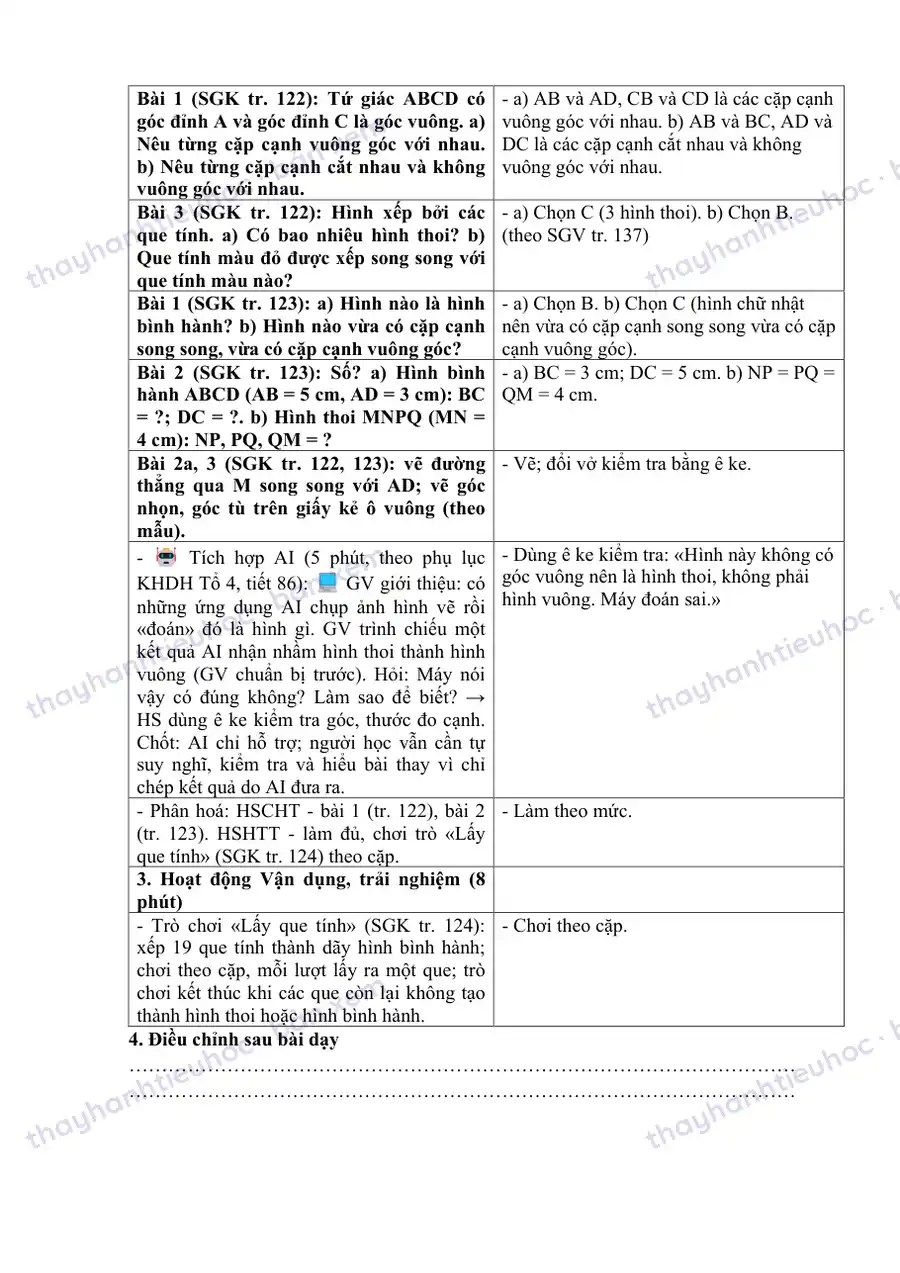 Bài 1 (SGK tr. 122): Tứ giác ABCD có
góc đỉnh A và góc đỉnh C là góc vuông. a)
Nêu từng cặp cạnh vuông góc với nhau.
b) Nêu từng cặp cạnh cắt nhau và không
vuông góc với nhau.
- a) AB và AD, CB và CD là các cặp cạnh
vuông góc với nhau. b) AB và BC, AD và
DC là các cặp cạnh cắt nhau và không
vuông góc với nhau.
Bài 3 (SGK tr. 122): Hình xếp bởi các
que tính. a) Có bao nhiêu hình thoi? b)
Que tính màu đỏ được xếp song song với
que tính màu nào?
- a) Chọn C (3 hình thoi). b) Chọn B.
(theo SGV tr. 137)
Bài 1 (SGK tr. 123): a) Hình nào là hình
bình hành? b) Hình nào vừa có cặp cạnh
song song, vừa có cặp cạnh vuông góc?
- a) Chọn B. b) Chọn C (hình chữ nhật
nên vừa có cặp cạnh song song vừa có cặp
cạnh vuông góc).
Bài 2 (SGK tr. 123): Số? a) Hình bình
hành ABCD (AB = 5 cm, AD = 3 cm): BC
= ?; DC = ?. b) Hình thoi MNPQ (MN =
4 cm): NP, PQ, QM = ?
- a) BC = 3 cm; DC = 5 cm. b) NP = PQ =
QM = 4 cm.
Bài 2a, 3 (SGK tr. 122, 123): vẽ đường
thẳng qua M song song với AD; vẽ góc
nhọn, góc tù trên giấy kẻ ô vuông (theo
mẫu).
- Vẽ; đổi vở kiểm tra bằng ê ke.
- Tích hợp AI (5 phút, theo phụ lục
KHDH Tổ 4, tiết 86): GV giới thiệu: có
những ứng dụng AI chụp ảnh hình vẽ rồi
«đoán» đó là hình gì. GV trình chiếu một
kết quả AI nhận nhầm hình thoi thành hình
vuông (GV chuẩn bị trước). Hỏi: Máy nói
vậy có đúng không? Làm sao để biết? →
HS dùng ê ke kiểm tra góc, thước đo cạnh.
Chốt: AI chỉ hỗ trợ; người học vẫn cần tự
suy nghĩ, kiểm tra và hiểu bài thay vì chỉ
chép kết quả do AI đưa ra.
- Dùng ê ke kiểm tra: «Hình này không có
góc vuông nên là hình thoi, không phải
hình vuông. Máy đoán sai.»
- Phân hoá: HSCHT - bài 1 (tr. 122), bài 2
(tr. 123). HSHTT - làm đủ, chơi trò «Lấy
que tính» (SGK tr. 124) theo cặp.
- Làm theo mức.
3. Hoạt động Vận dụng, trải nghiệm (8
phút)
- Trò chơi «Lấy que tính» (SGK tr. 124):
xếp 19 que tính thành dãy hình bình hành;
chơi theo cặp, mỗi lượt lấy ra một que; trò
chơi kết thúc khi các que còn lại không tạo
thành hình thoi hoặc hình bình hành.
- Chơi theo cặp.
4. Điều chỉnh sau bài dạy
thayhanhtieuhoc · bản xem
thayhanhtieuhoc · b
thayhanhtieuhoc · bản xem
thayhanhtieuhoc · b
thayhanhtieuhoc · bản xem
thayhanhtieuhoc · b